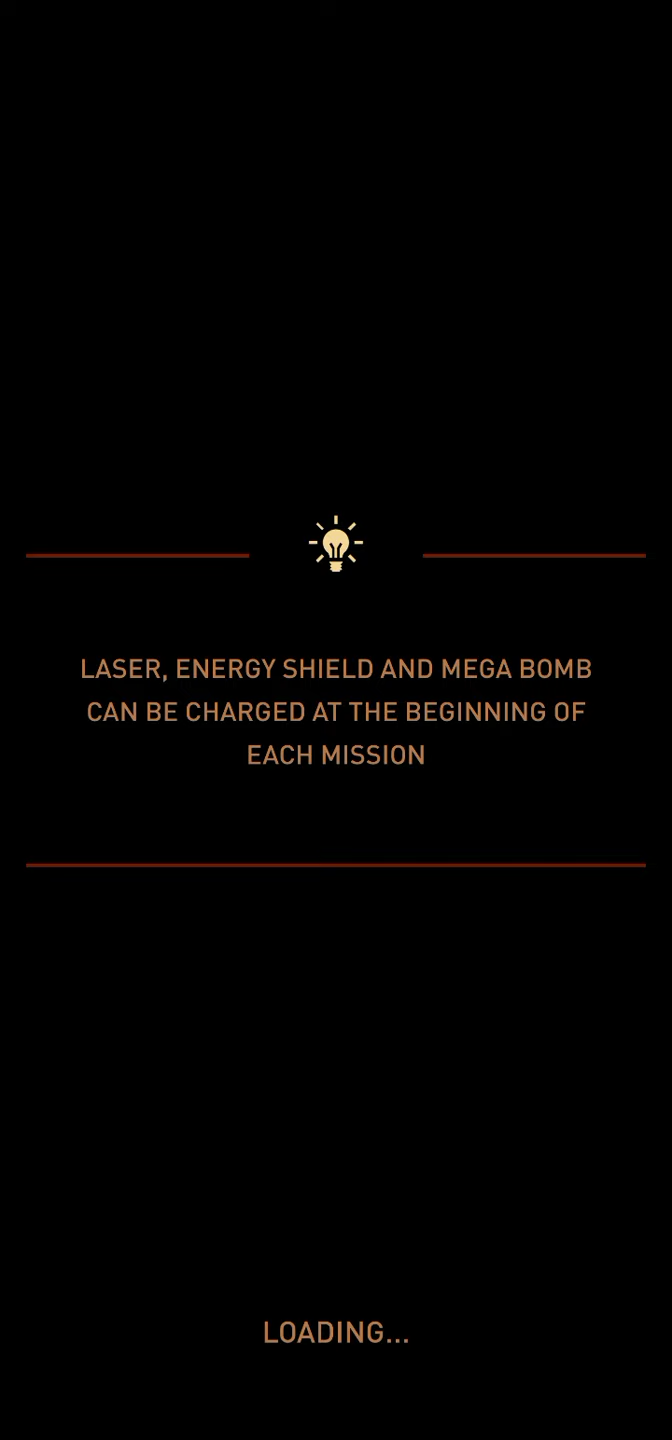 LASER, ENERGY SHIELD AND MEGA BOMB
CAN BE CHARGED AT THE BEGINNING OF
EACH MISSION
LOADING...